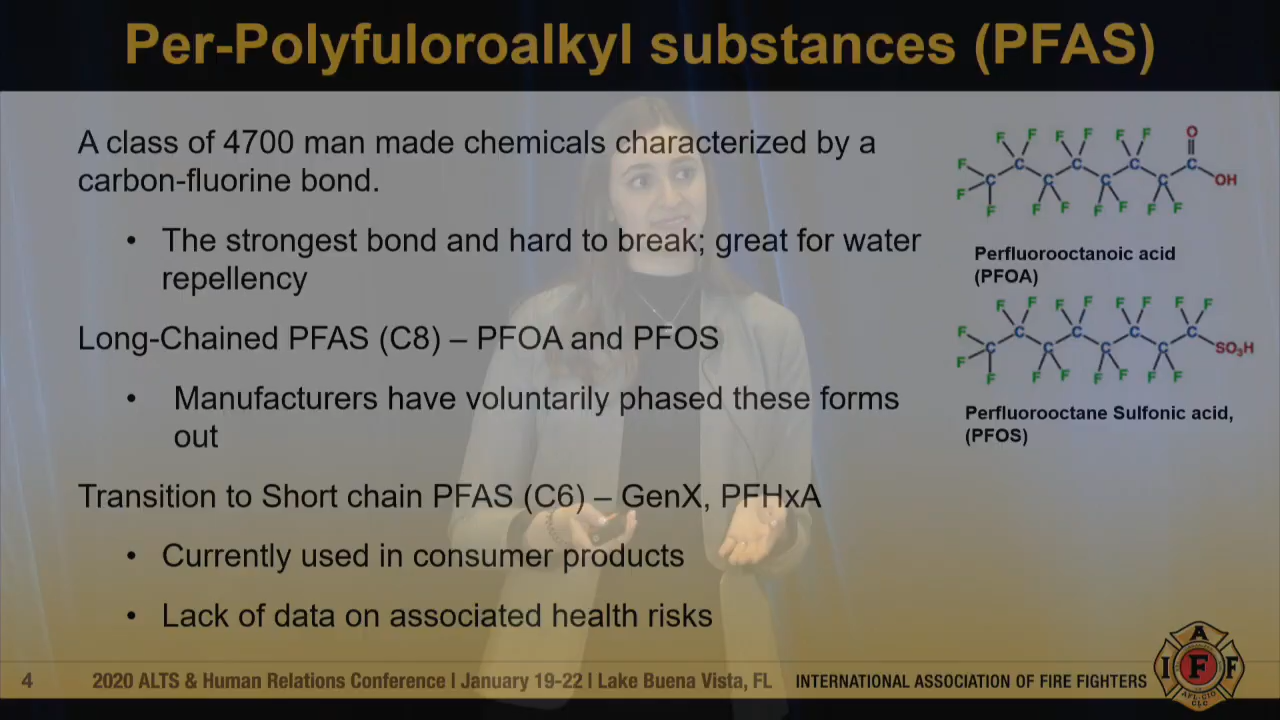 Per-Polyfuloroalkyl substances (PFAS)
A class of 4700 man made chemicals characterized by a
carbon-fluorine bond.
• The strongest bond and hard to break; great for water
repellency
Long-Chained PFAS (C8) – PFOA and PFOS
• Manufacturers have voluntarily phased these forms
out
Transition to Short chain PFAS (C6) – GenX, PFHxA
• Currently used in consumer products
• Lack of data on associated health risks
F F F F F F O
F C C C C
F C C C C OH
F F F F F F F
Perfluorooctanoic acid
(PFOA)
F F F F F F F F
F C C C C
F C C C C SO₃H
F F F F F F F
Perfluorooctane Sulfonic acid,
(PFOS)
4 2020 ALTS & Human Relations Conference I January 19-22 I Lake Buena Vista, FL INTERNATIONAL ASSOCIATION OF FIRE FIGHTERS
A
I F F
AFL-CIO
CLC